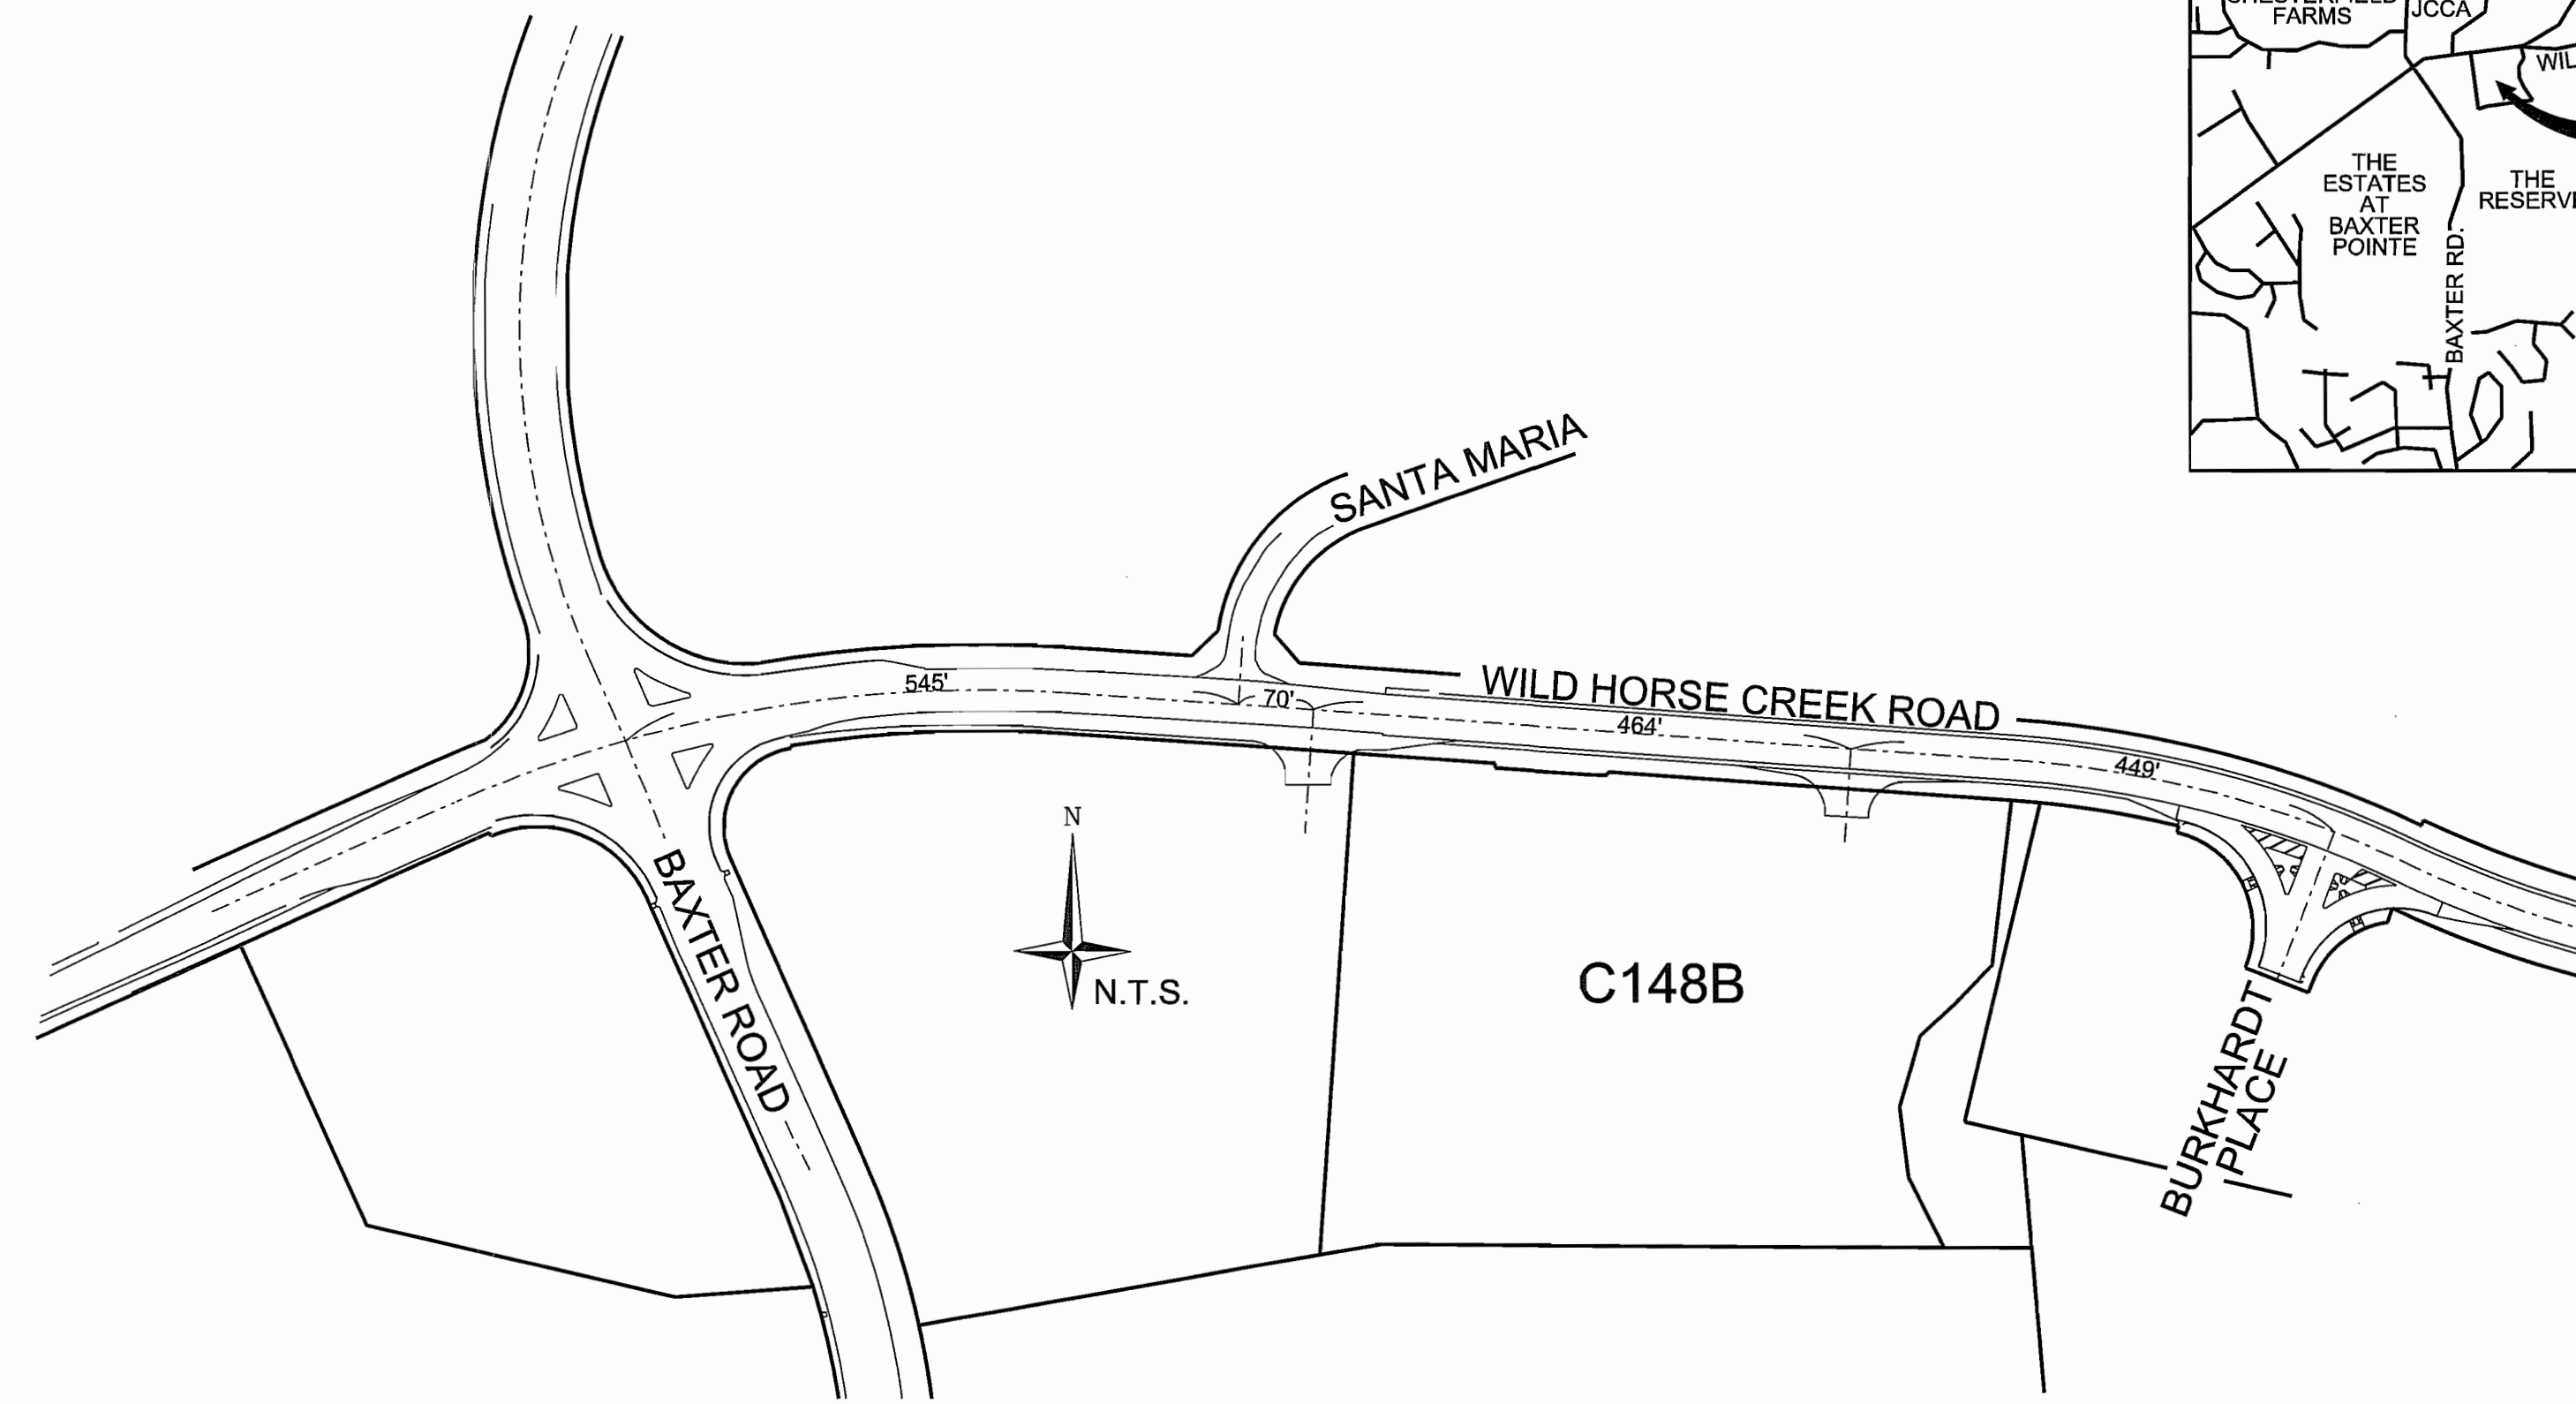 FARMS
JCCA
THE
ESTATES
AT
BAXTER
POINTE
THE
BAXTER RD.
SANTA MARIA
WILD HORSE CREEK ROAD
545'
70'
464'
449'
BAXTER ROAD
N
N.T.S.
C148B
BURKHARDT
PLACE